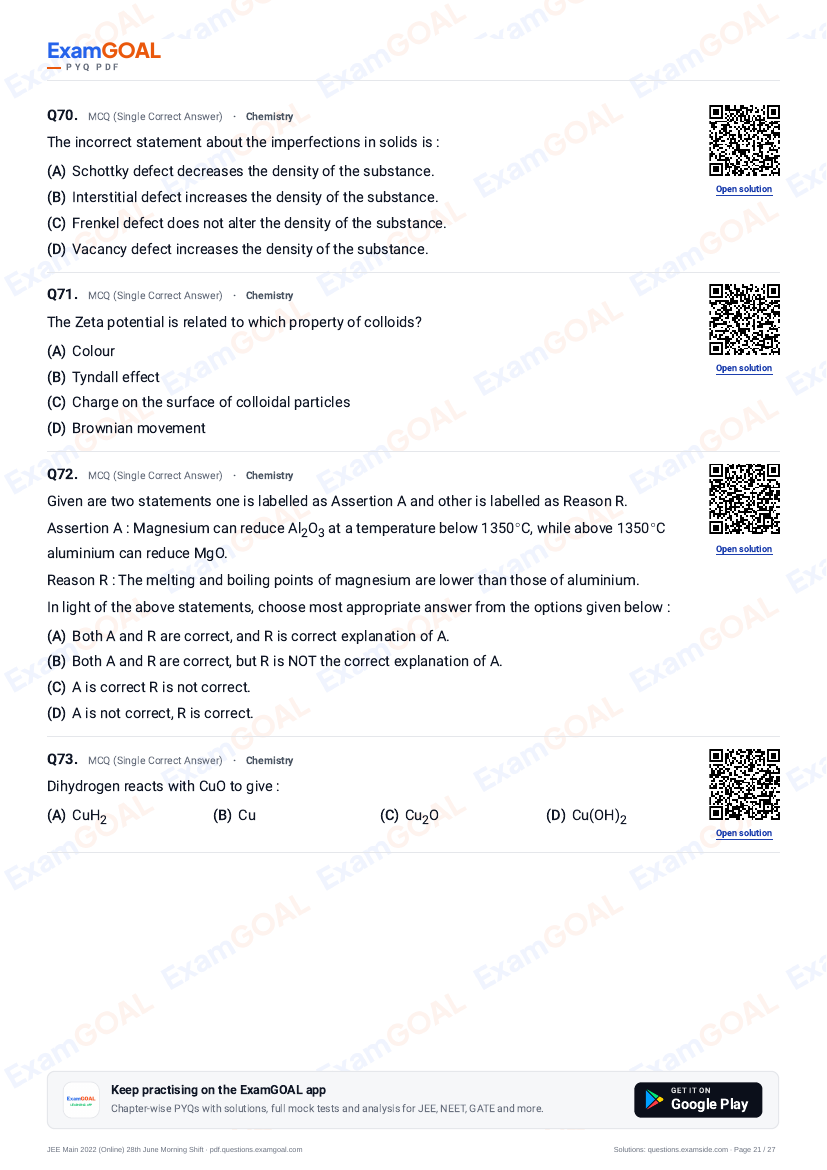 ExamGOAL
PYQ PDF
Q70. MCQ (Single Correct Answer) · Chemistry
The incorrect statement about the imperfections in solids is :
(A) Schottky defect decreases the density of the substance.
(B) Interstitial defect increases the density of the substance.
(C) Frenkel defect does not alter the density of the substance.
(D) Vacancy defect increases the density of the substance.
Open solution
Q71. MCQ (Single Correct Answer) · Chemistry
The Zeta potential is related to which property of colloids?
(A) Colour
(B) Tyndall effect
(C) Charge on the surface of colloidal particles
(D) Brownian movement
Open solution
Q72. MCQ (Single Correct Answer) · Chemistry
Given are two statements one is labelled as Assertion A and other is labelled as Reason R.
Assertion A : Magnesium can reduce Al₂O₃ at a temperature below 1350°C, while above 1350°C
aluminium can reduce MgO.
Reason R : The melting and boiling points of magnesium are lower than those of aluminium.
In light of the above statements, choose most appropriate answer from the options given below :
(A) Both A and R are correct, and R is correct explanation of A.
(B) Both A and R are correct, but R is NOT the correct explanation of A.
(C) A is correct R is not correct.
(D) A is not correct, R is correct.
Open solution
Q73. MCQ (Single Correct Answer) · Chemistry
Dihydrogen reacts with CuO to give :
(A) CuH₂ (B) Cu (C) Cu₂O (D) Cu(OH)₂
Open solution
ExamGOAL
Keep practising on the ExamGOAL app
Chapter-wise PYQs with solutions, full mock tests and analysis for JEE, NEET, GATE and more.
GET IT ON
Google Play
JEE Main 2022 (Online) 28th June Morning Shift · pdf.questions.examgoal.com
Solutions: questions.examside.com · Page 21 / 27